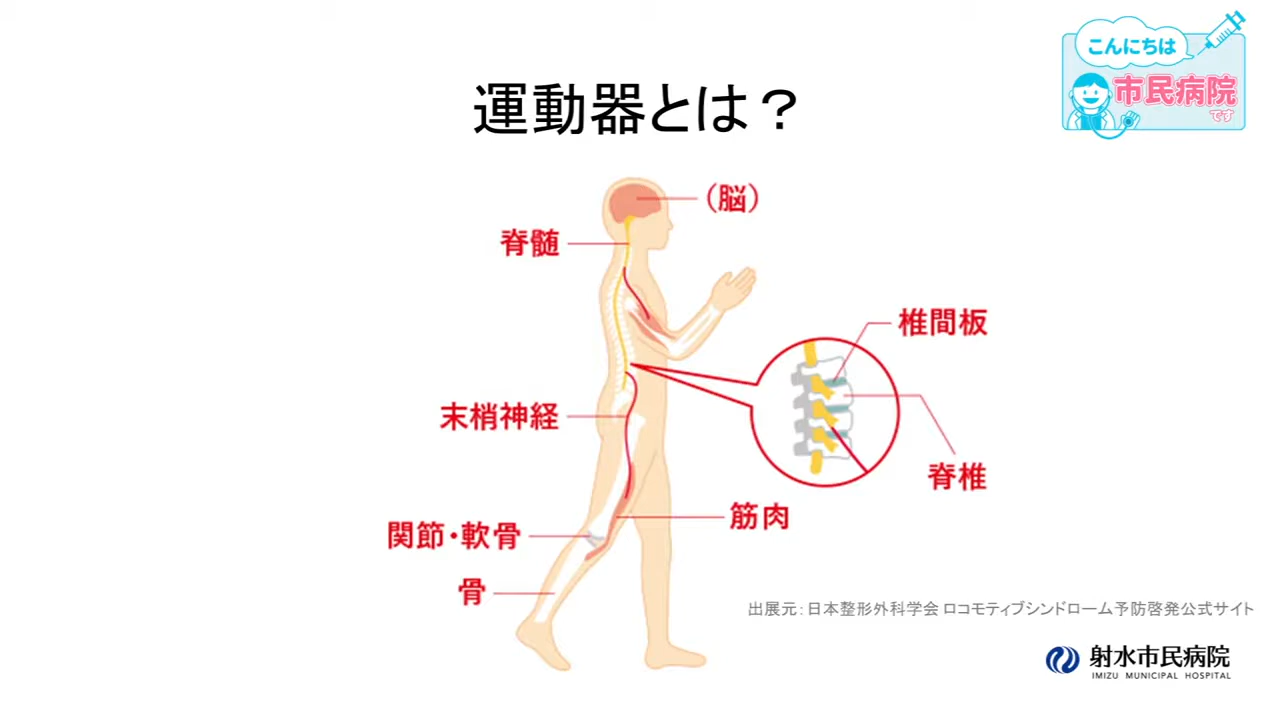 こんにちは
市民病院
です
運動器とは？
（脳）
脊髄
椎間板
末梢神経
脊椎
筋肉
関節・軟骨
骨
出展元：日本整形外科学会 ロコモティブシンドローム予防啓発公式サイト
射水市民病院
IMIZU MUNICIPAL HOSPITAL